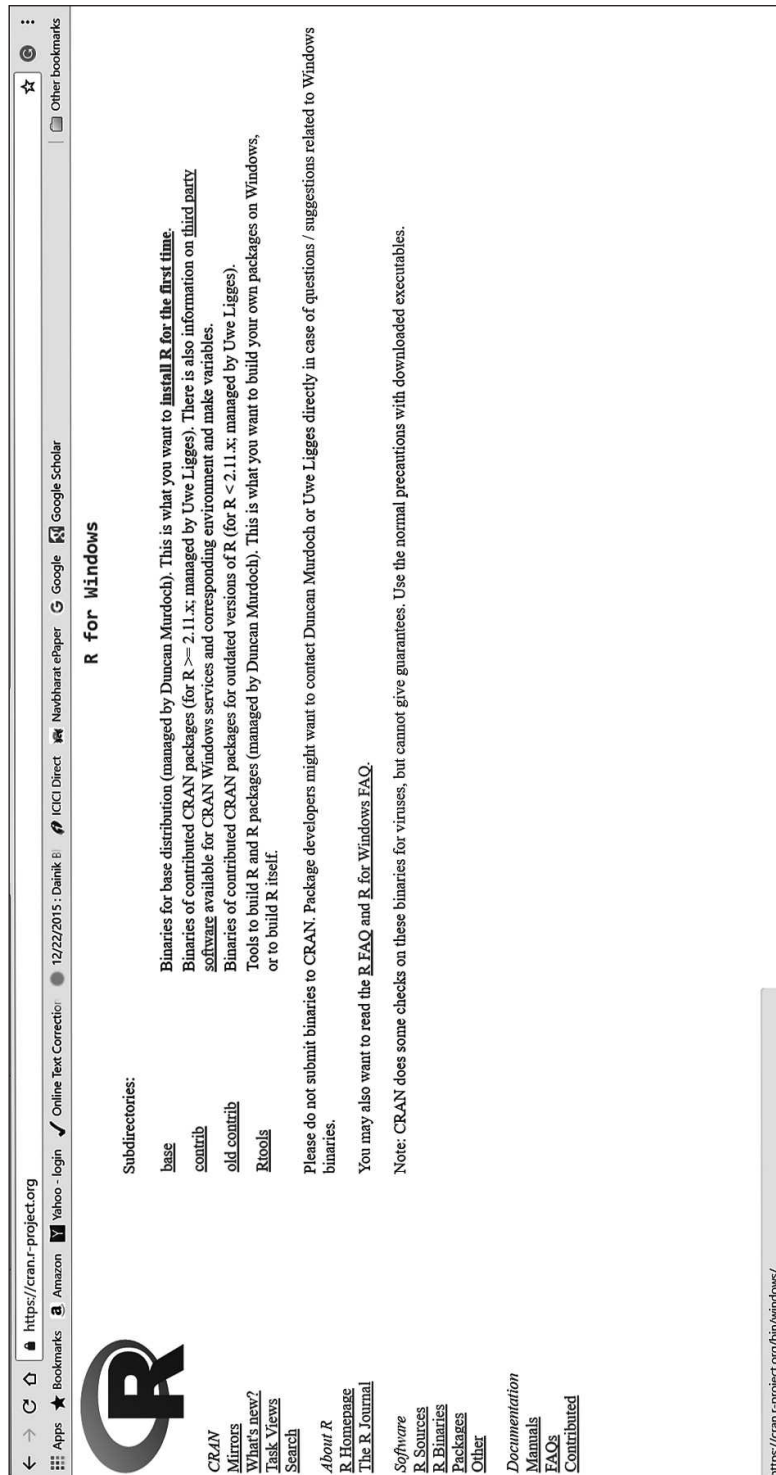 https://cran.r-project.org
Apps Bookmarks Amazon Yahoo - login Online Text Correction 12/22/2015 : Dainik B ICICI Direct Navbharat ePaper Google Google Scholar Other bookmarks
R
CRAN
Mirrors
What's new?
Task Views
Search
About R
R Homepage
The R Journal
Software
R Sources
R Binaries
Packages
Other
Documentation
Manuals
FAQs
Contributed
R for Windows
Subdirectories:
base Binaries for base distribution (managed by Duncan Murdoch). This is what you want to install R for the first time.
contrib Binaries of contributed CRAN packages (for R >= 2.11.x; managed by Uwe Ligges). There is also information on third party
software available for CRAN Windows services and corresponding environment and make variables.
old contrib Binaries of contributed CRAN packages for outdated versions of R (for R < 2.11.x; managed by Uwe Ligges).
Rtools Tools to build R and R packages (managed by Duncan Murdoch). This is what you want to build your own packages on Windows,
or to build R itself.
Please do not submit binaries to CRAN. Package developers might want to contact Duncan Murdoch or Uwe Ligges directly in case of questions / suggestions related to Windows
binaries.
You may also want to read the R FAQ and R for Windows FAQ.
Note: CRAN does some checks on these binaries for viruses, but cannot give guarantees. Use the normal precautions with downloaded executables.
https://cran.r-project.org/bin/windows/